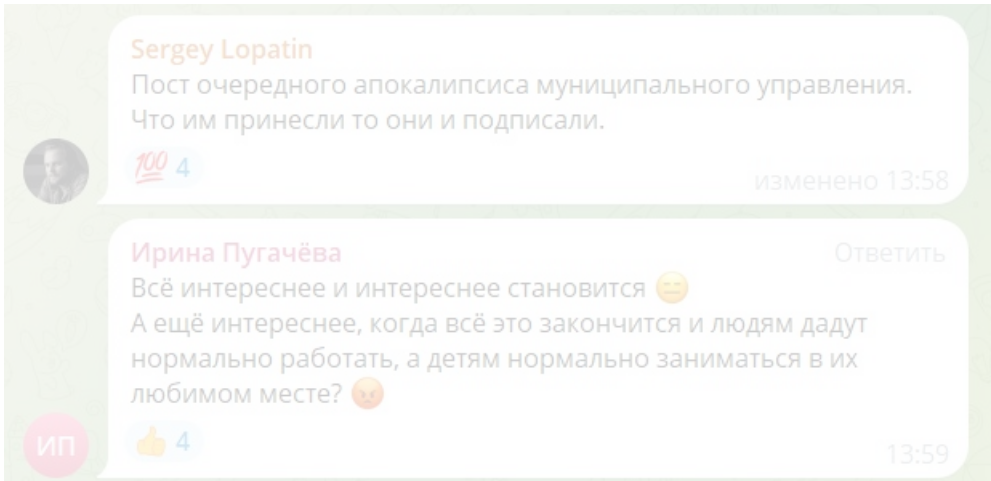 Sergey Lopatin
Пост очередного апокалипсиса муниципального управления.
Что им принесли то они и подписали.
💯 4
изменено 13:58
Ирина Пугачёва
Ответить
Всё интереснее и интереснее становится 😑
А ещё интереснее, когда всё это закончится и людям дадут
нормально работать, а детям нормально заниматься в их
любимом месте? 😡
ИП
👍 4
13:59